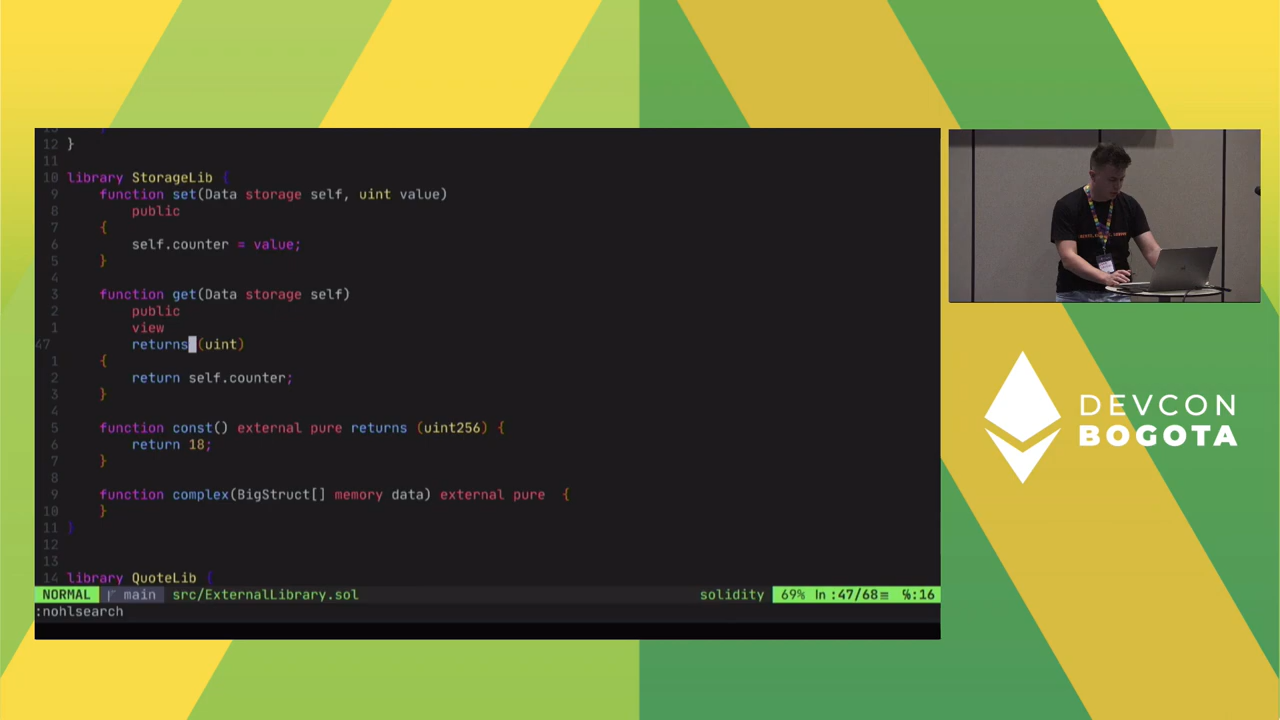 12 }
11
10 library StorageLib {
9 function set(Data storage self, uint value)
8 public
7 {
6 self.counter = value;
5 }
4
3 function get(Data storage self)
2 public
1 view
47 returns (uint)
1 {
2 return self.counter;
3 }
4
5 function const() external pure returns (uint256) {
6 return 18;
7 }
8
9 function complex(BigStruct[] memory data) external pure {
10 }
11 }
12
13
14 library QuoteLib {
NORMAL main src/ExternalLibrary.sol solidity 69% ln :47/68≡ ℅:16
:nohlsearch
DEVCON
BOGOTA